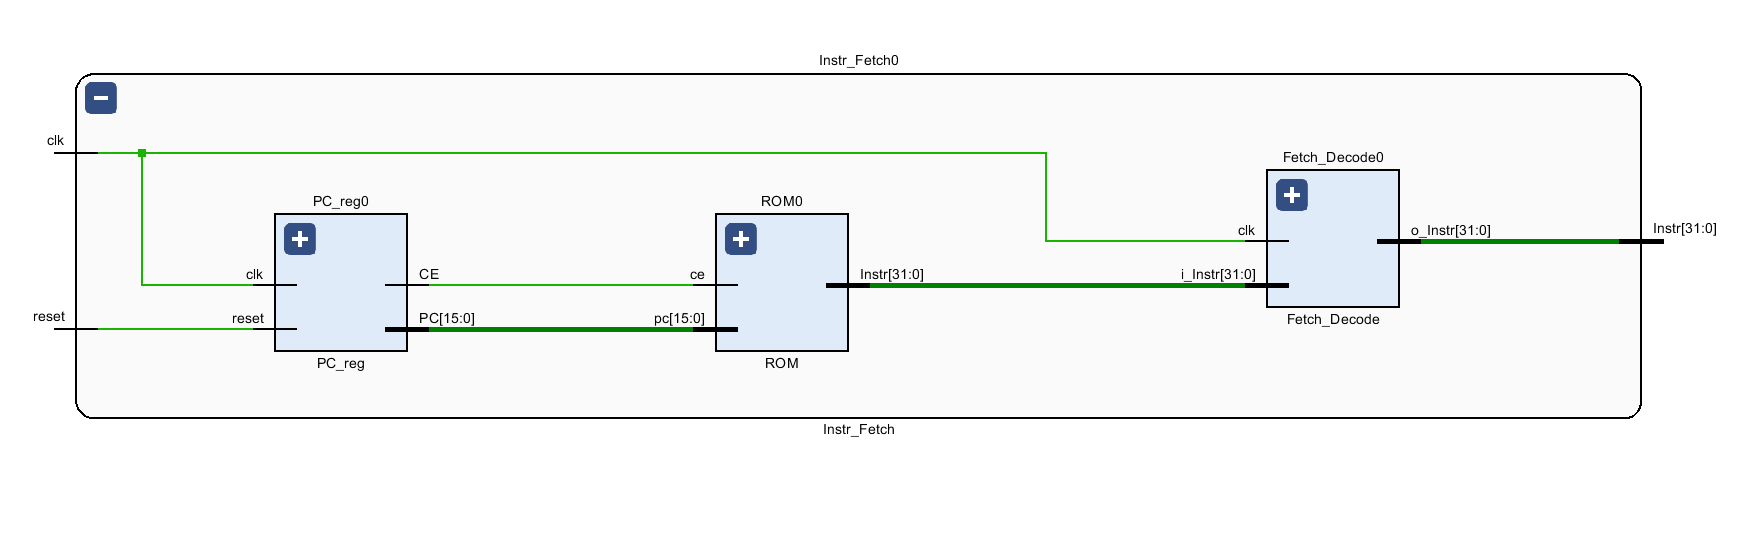 Instr_Fetch0
clk
reset
PC_reg0
clk
reset
CE
PC[15:0]
PC_reg
ROM0
ce
pc[15:0]
Instr[31:0]
ROM
Fetch_Decode0
clk
i_Instr[31:0]
o_Instr[31:0]
Fetch_Decode
Instr[31:0]
Instr_Fetch